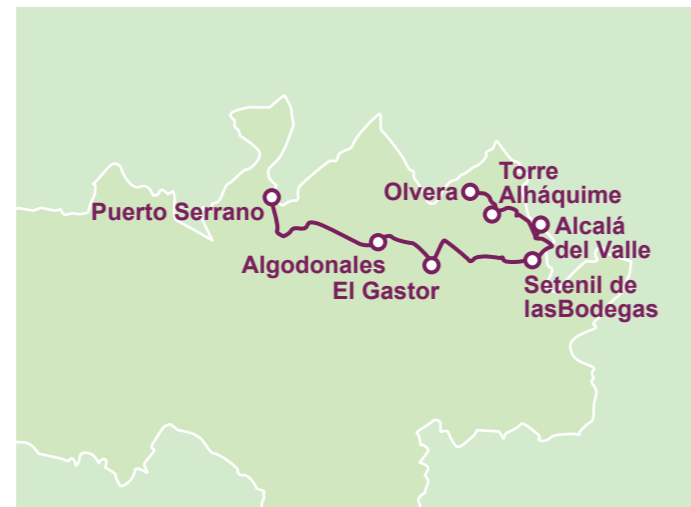 Torre
Alháquime
Olvera
Puerto Serrano
Alcalá
del Valle
Algodonales
El Gastor
Setenil de
lasBodegas